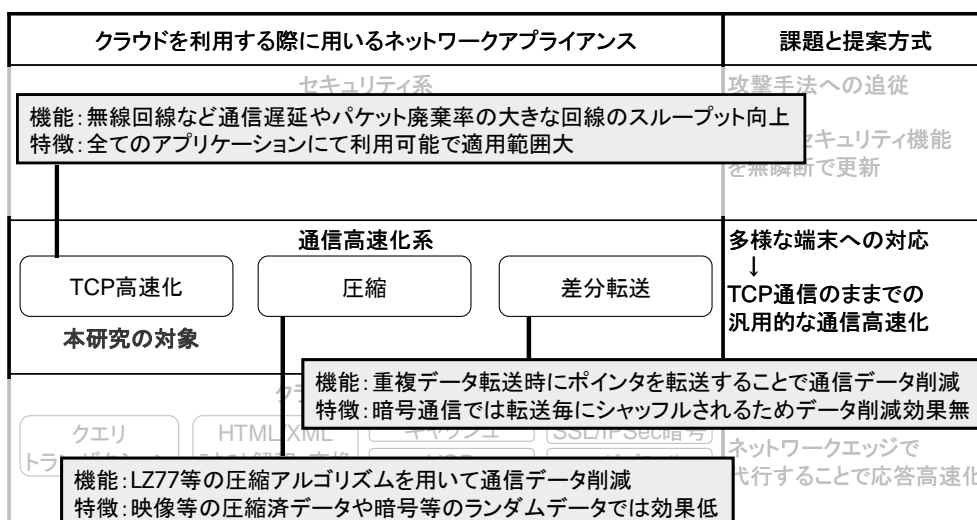 クラウドを利用する際に用いるネットワークアプライアンス
課題と提案方式
セキュリティ系
攻撃手法への追従
機能：無線回線など通信遅延やパケット廃棄率の大きな回線のスループット向上
特徴：全てのアプリケーションにて利用可能で適用範囲大
セキュリティ機能
を無瞬断で更新
通信高速化系
TCP高速化
圧縮
差分転送
本研究の対象
多様な端末への対応
↓
TCP通信のままでの
汎用的な通信高速化
機能：重複データ転送時にポインタを転送することで通信データ削減
特徴：暗号通信では転送毎にシャッフルされるためデータ削減効果無
クエリ
HTML/XML
キャッシュ
SSL/IPSec暗号
ネットワークエッジで
代行することで応答高速化
機能：LZ77等の圧縮アルゴリズムを用いて通信データ削減
特徴：映像等の圧縮済データや暗号等のランダムデータでは効果低